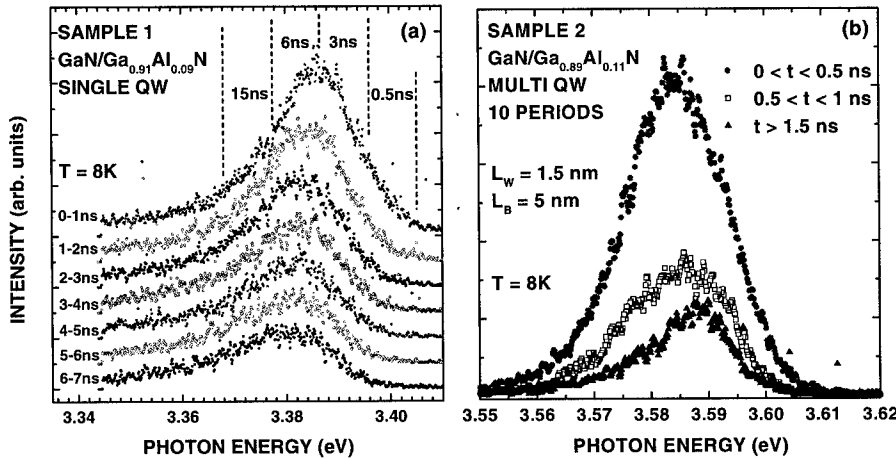 SAMPLE 1
GaN/Ga0.91Al0.09N
SINGLE QW
(a)
6ns
3ns
15ns
0.5ns
T = 8K
0-1ns
1-2ns
2-3ns
3-4ns
4-5ns
5-6ns
6-7ns
INTENSITY (arb. units)
3.34
3.36
3.38
3.40
PHOTON ENERGY (eV)
SAMPLE 2
(b)
GaN/Ga0.89Al0.11N
MULTI QW
10 PERIODS
0 < t < 0.5 ns
0.5 < t < 1 ns
t > 1.5 ns
LW = 1.5 nm
LB = 5 nm
T = 8K
3.55
3.56
3.57
3.58
3.59
3.60
3.61
3.62
PHOTON ENERGY (eV)